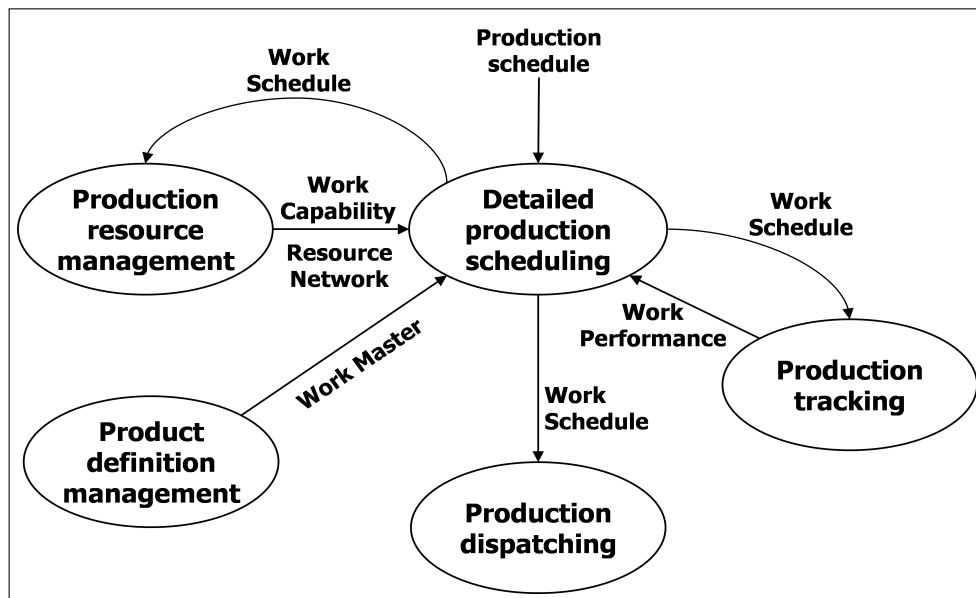 Work
Schedule
Production
schedule
Production
resource
management
Work
Capability
Resource
Network
Detailed
production
scheduling
Work
Schedule
Work
Performance
Production
tracking
Work Master
Work
Schedule
Product
definition
management
Production
dispatching